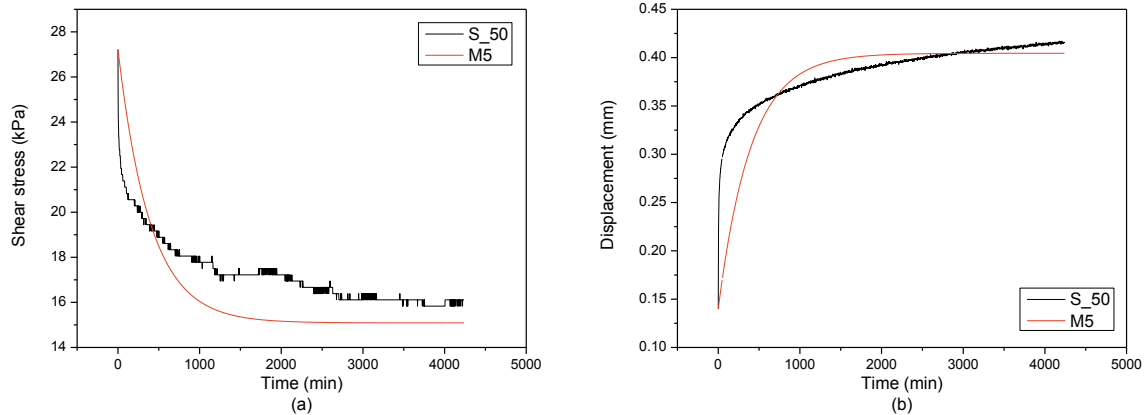 28
26
24
22
20
18
16
14
Shear stress (kPa)
S_50
M5
0
1000
2000
3000
4000
5000
Time (min)
(a)
0.45
0.40
0.35
0.30
0.25
0.20
0.15
0.10
Displacement (mm)
S_50
M5
0
1000
2000
3000
4000
5000
Time (min)
(b)